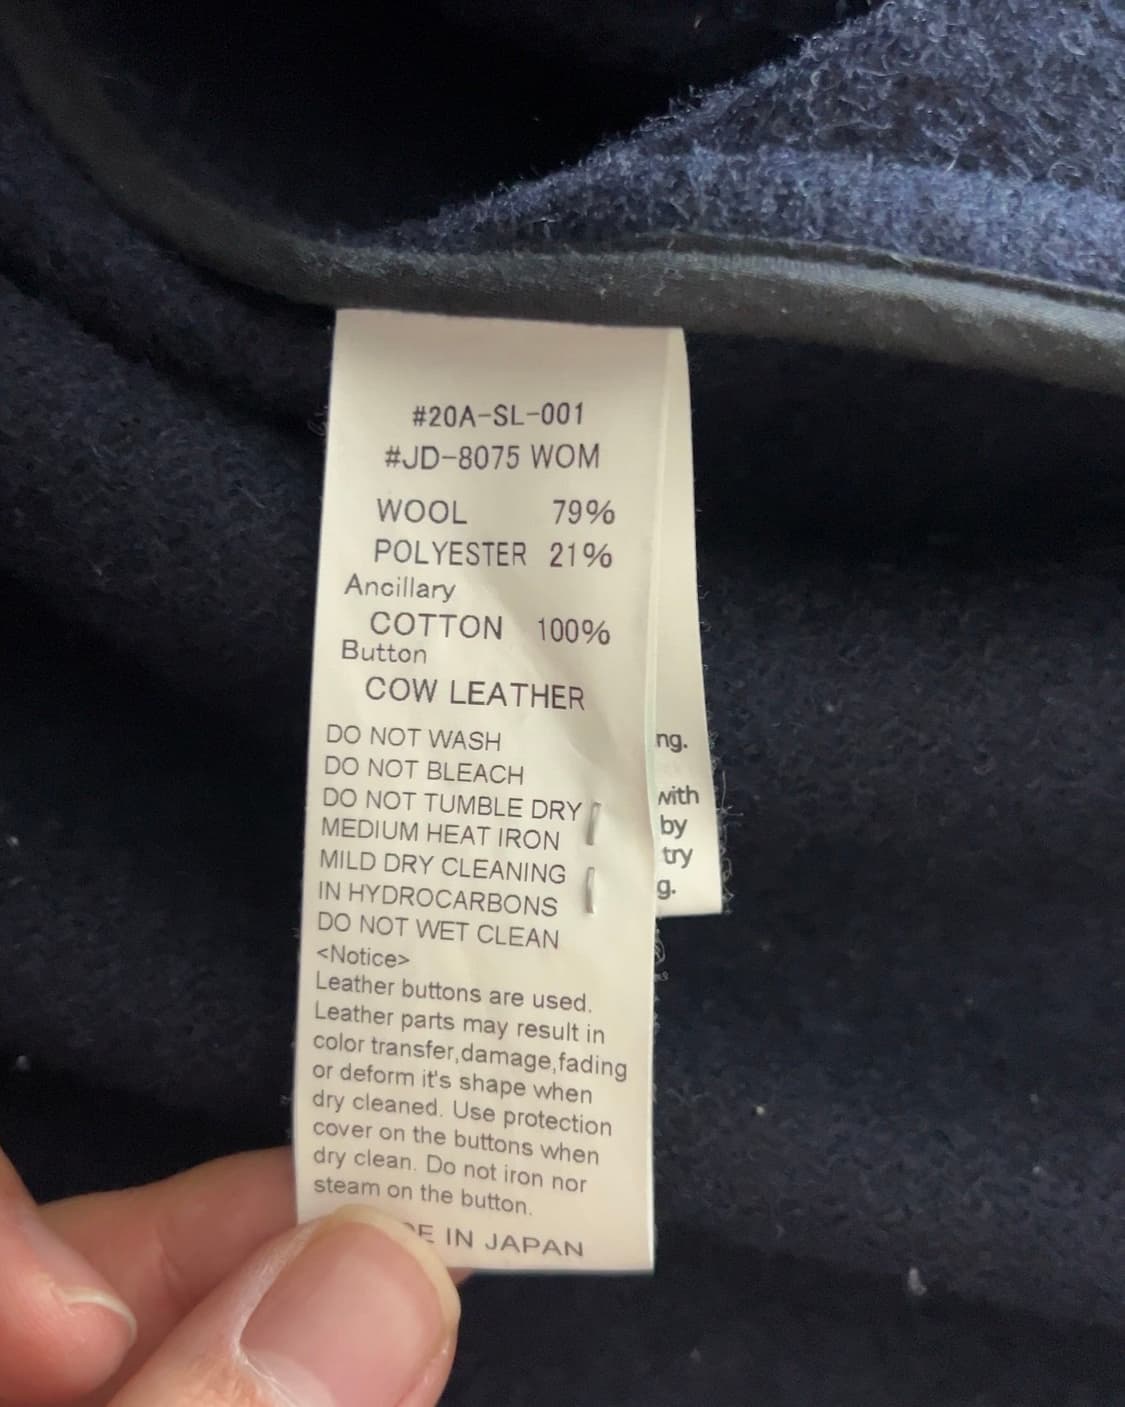 #20A-SL-001
#JD-8075 WOM
WOOL 79%
POLYESTER 21%
Ancillary
COTTON 100%
Button
COW LEATHER
DO NOT WASH
DO NOT BLEACH
DO NOT TUMBLE DRY
MEDIUM HEAT IRON
MILD DRY CLEANING
IN HYDROCARBONS
DO NOT WET CLEAN
<Notice>
Leather buttons are used.
Leather parts may result in
color transfer,damage,fading
or deform it's shape when
dry cleaned. Use protection
cover on the buttons when
dry clean. Do not iron nor
steam on the button.
IN JAPAN
ng.
with
by
try
g.